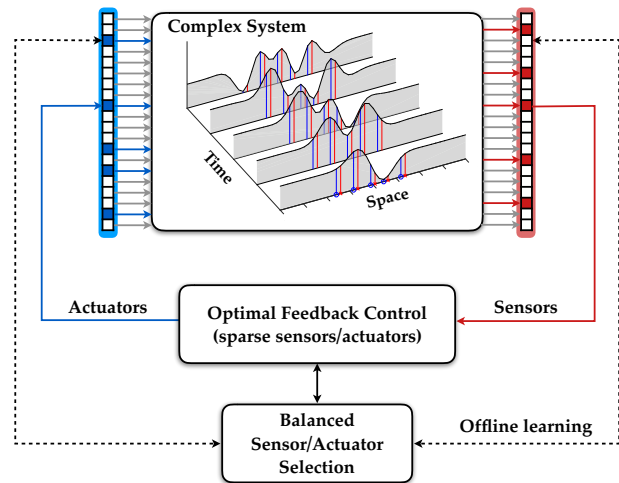 Complex System
Time
Space
Actuators
Sensors
Optimal Feedback Control
(sparse sensors/actuators)
Balanced
Sensor/Actuator
Selection
Offline learning